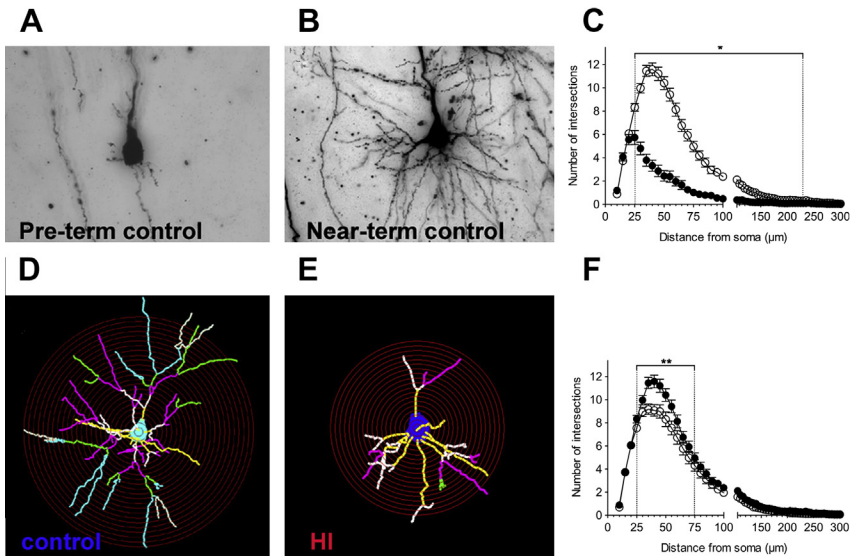 A
B
C
Pre-term control
Near-term control
*
Number of intersections
12
10
8
6
4
2
0
0 25 50 75 100 150 200 250 300
Distance from soma (µm)
D
E
F
control
HI
**
Number of intersections
12
10
8
6
4
2
0
0 25 50 75 100 150 200 250 300
Distance from soma (µm)